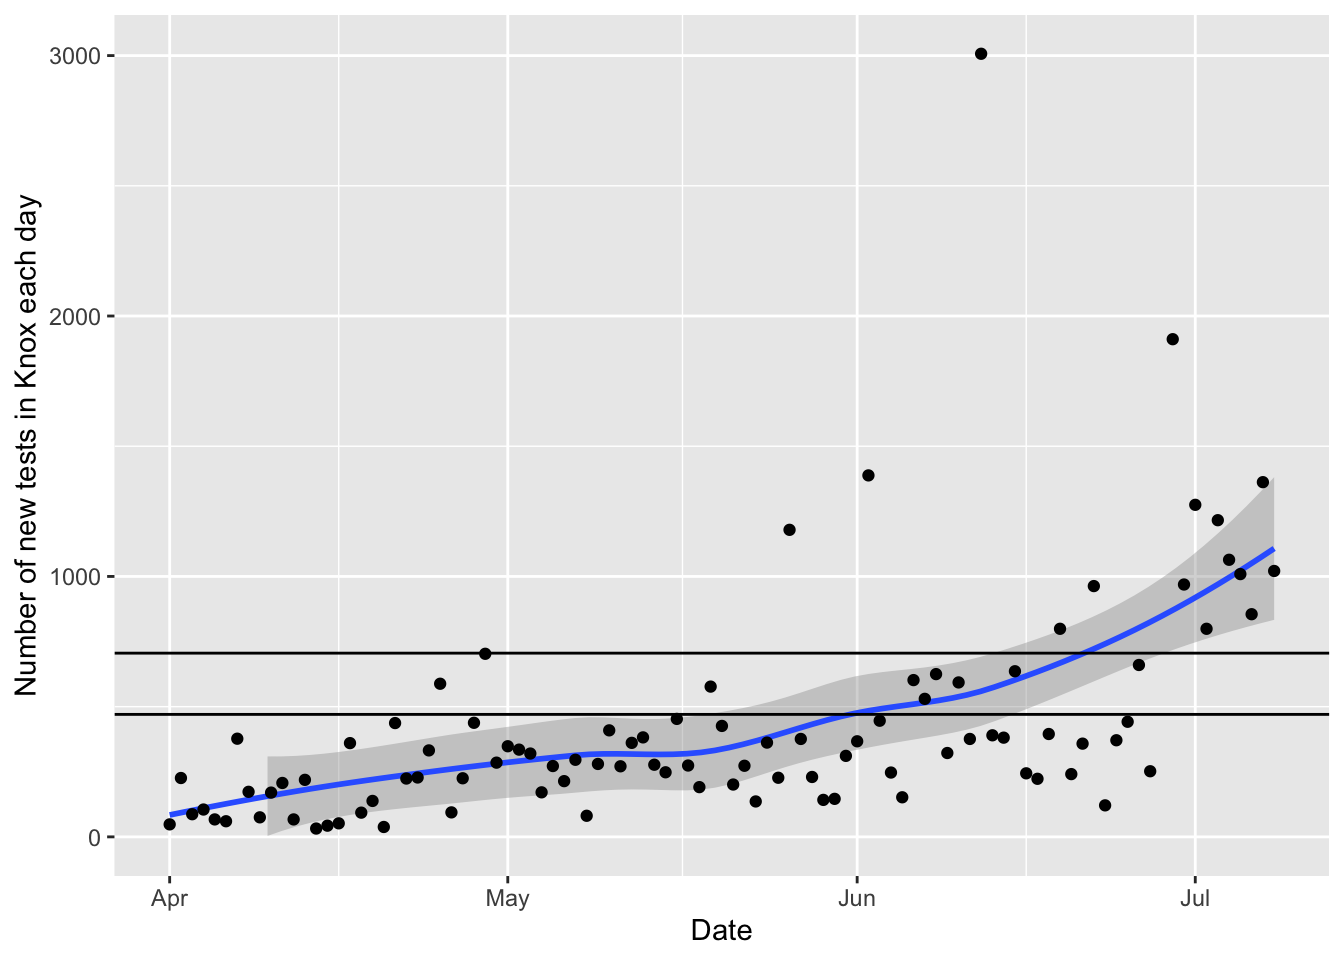 3000
2000
1000
0
Number of new tests in Knox each day
Apr
May
Jun
Jul
Date